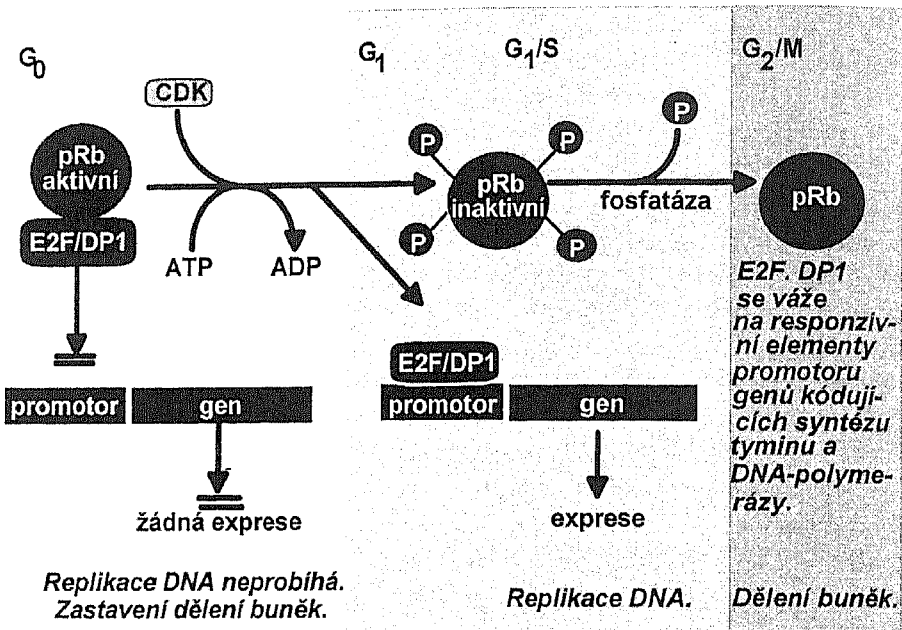 G0
G1
G1/S
G2/M
CDK
pRb
aktivní
E2F/DP1
ATP
ADP
P
P
P
P
pRb
inaktivní
P
fosfatáza
pRb
E2F. DP1
se váže
na responziv-
ní elementy
promotoru
genů kódují-
cích syntézu
tyminu a
DNA-polyme-
rázy.
promotor
gen
žádná exprese
E2F/DP1
promotor
gen
exprese
Replikace DNA neprobíhá.
Zastavení dělení buněk.
Replikace DNA.
Dělení buněk.